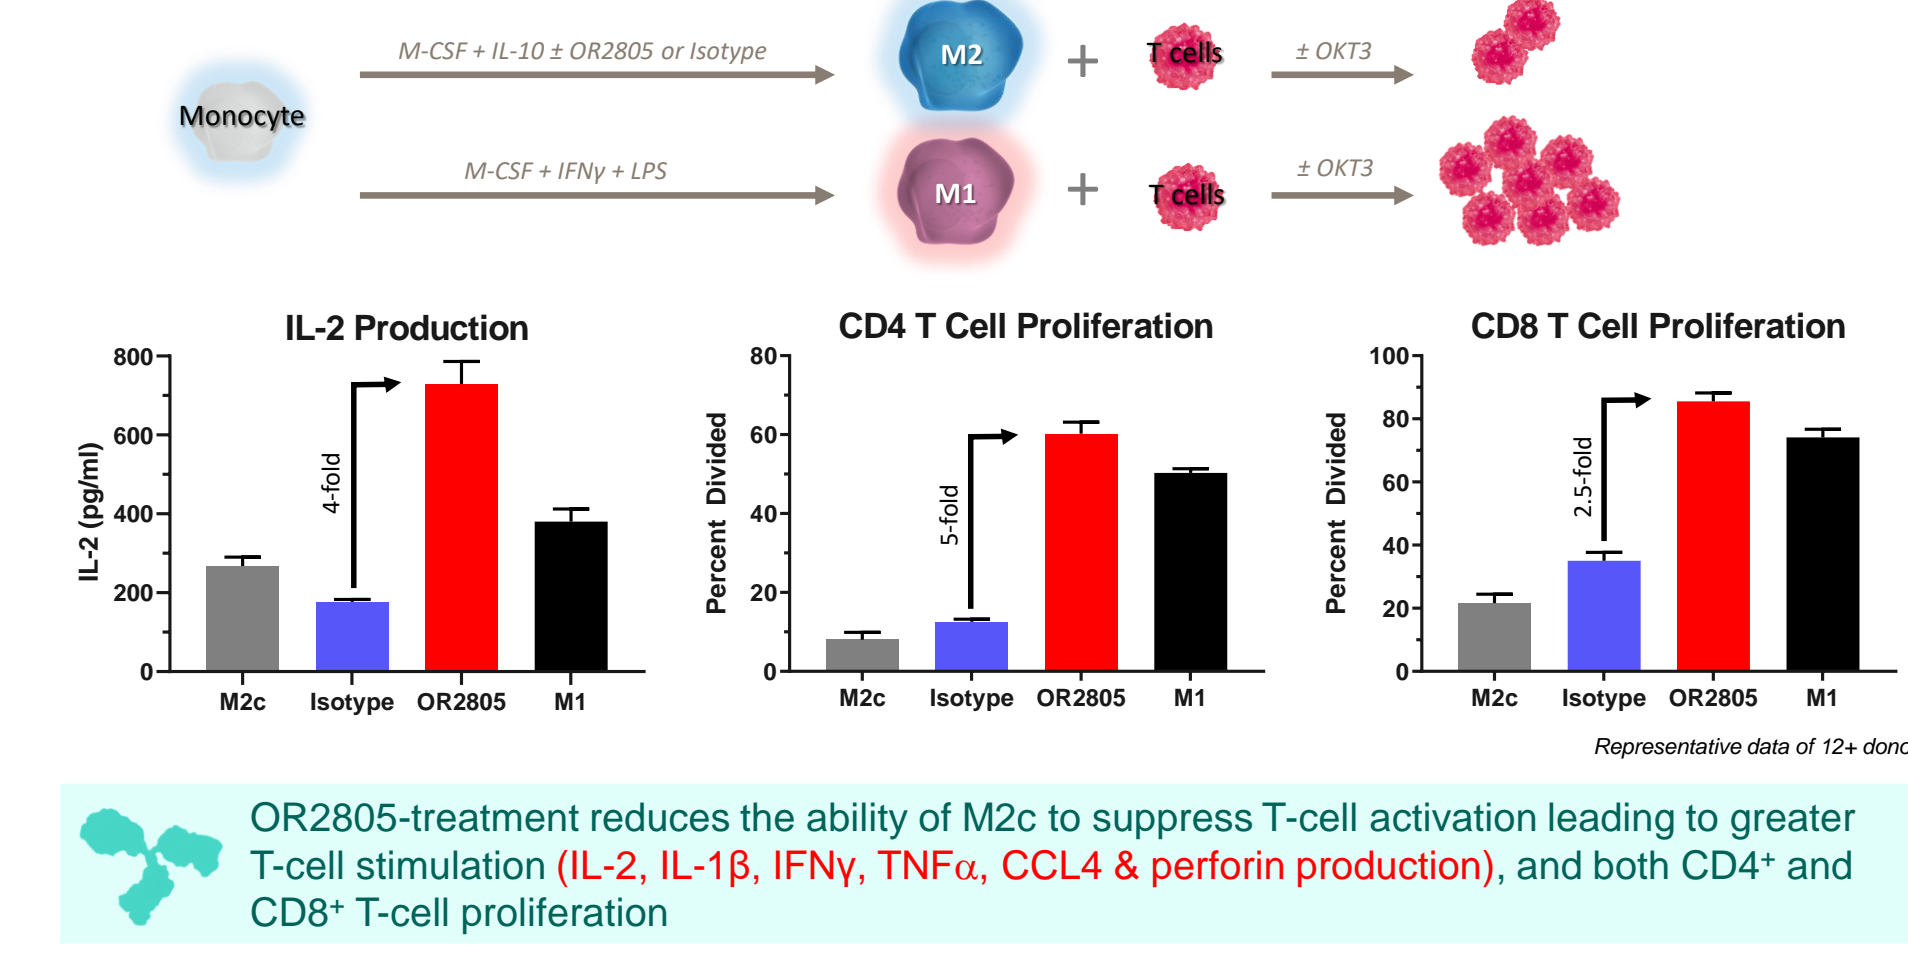 M-CSF + IL-10 ± OR2805 or Isotype
M2
+
T cells
± OKT3
Monocyte
M-CSF + IFNγ + LPS
M1
+
T cells
± OKT3
IL-2 Production
IL-2 (pg/ml)
800
600
400
200
0
4-fold
M2c Isotype OR2805 M1
CD4 T Cell Proliferation
Percent Divided
80
60
40
20
0
5-fold
M2c Isotype OR2805 M1
CD8 T Cell Proliferation
Percent Divided
100
80
60
40
20
0
2.5-fold
M2c Isotype OR2805 M1
Representative data of 12+
OR2805-treatment reduces the ability of M2c to suppress T-cell activation leading to greater
T-cell stimulation (IL-2, IL-1β, IFNγ, TNFα, CCL4 & perforin production), and both CD4⁺ and
CD8⁺ T-cell proliferation